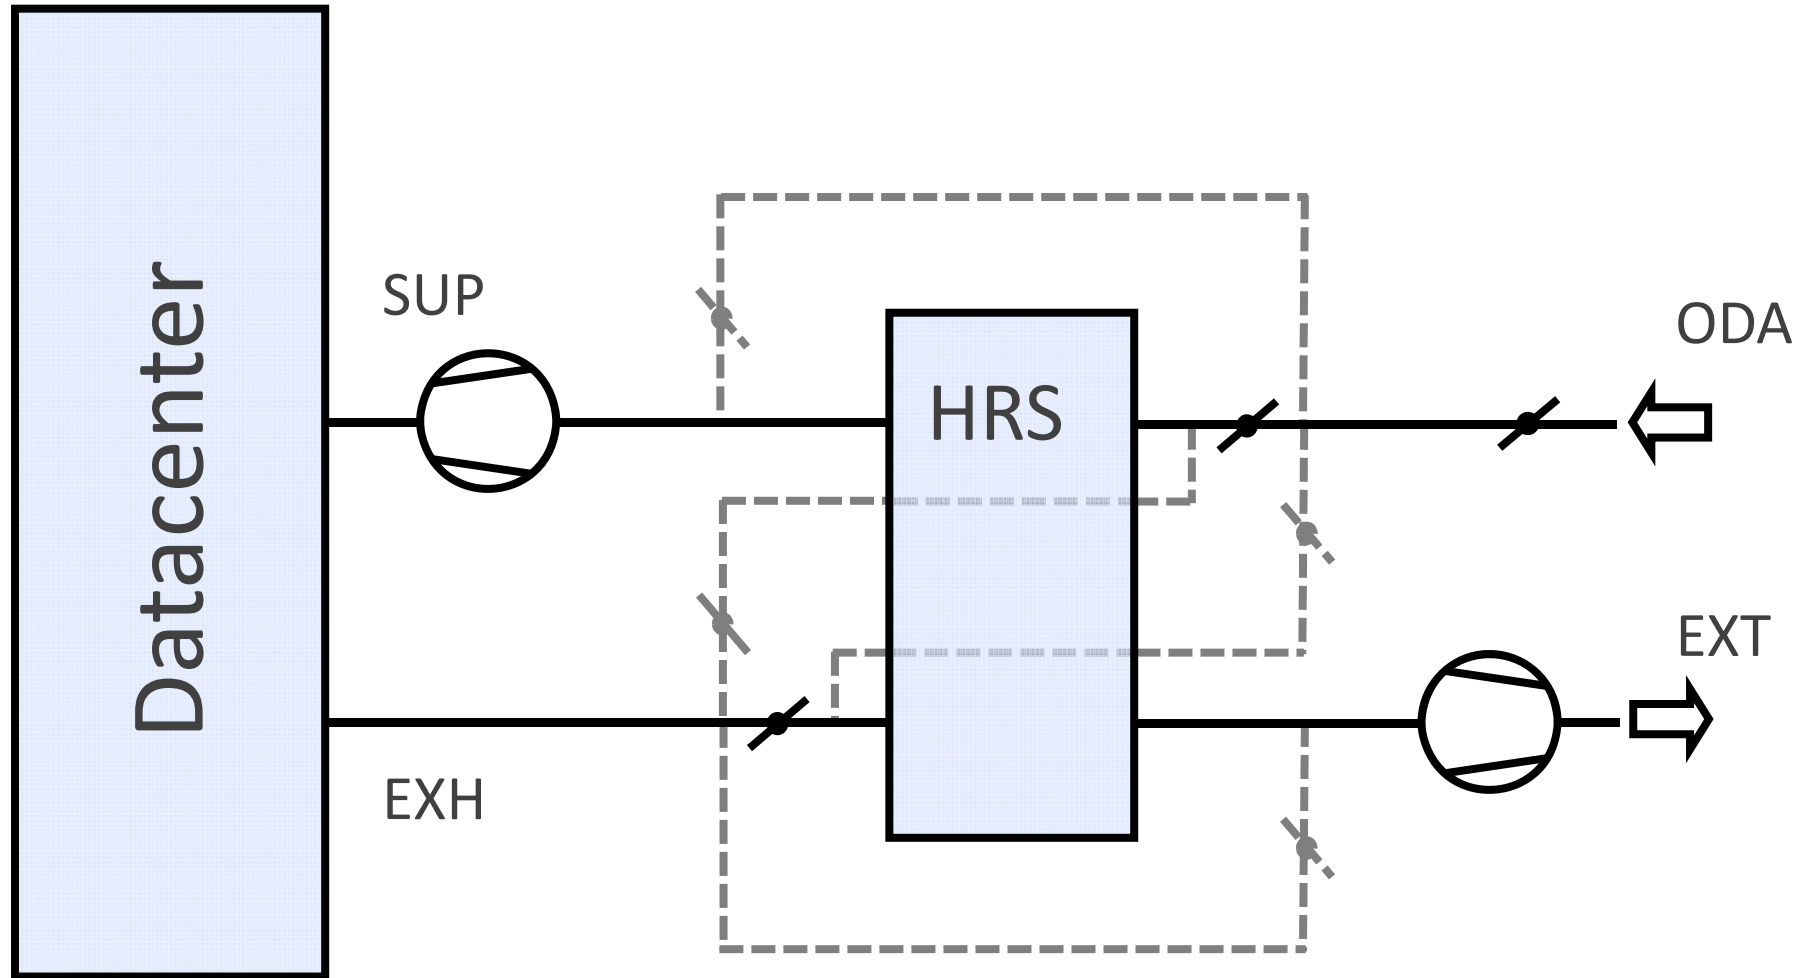 Datacenter
SUP
HRS
ODA
EXH
EXT